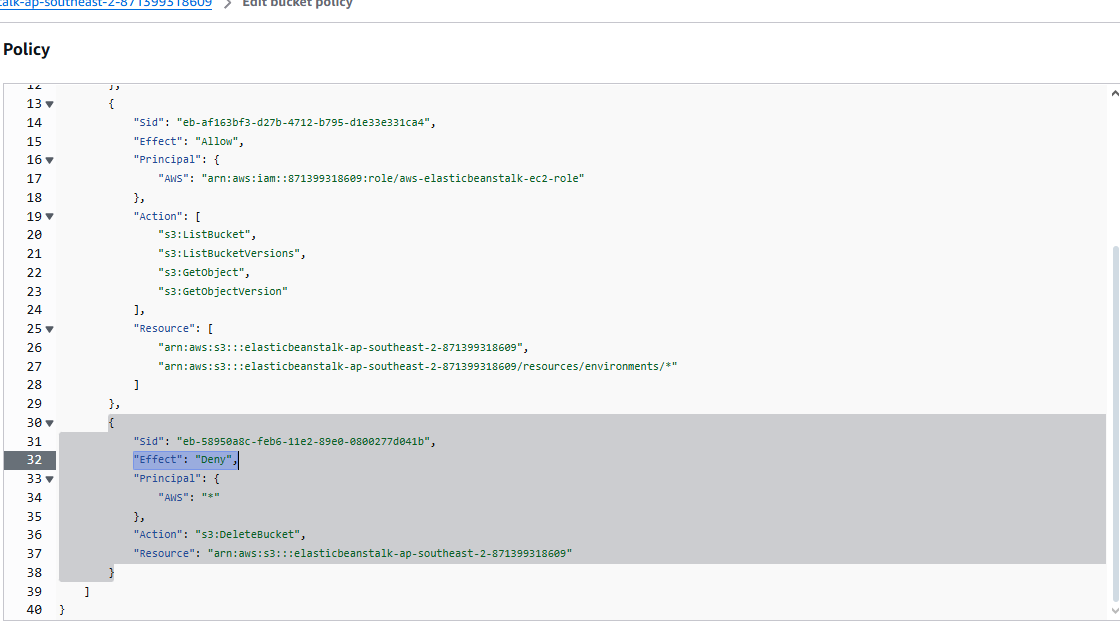 talk-ap-southeast-2-871399318609 > Edit bucket policy
Policy
12 },
13 {
14 "Sid": "eb-af163bf3-d27b-4712-b795-d1e33e331ca4",
15 "Effect": "Allow",
16 "Principal": {
17 "AWS": "arn:aws:iam::871399318609:role/aws-elasticbeanstalk-ec2-role"
18 },
19 "Action": [
20 "s3:ListBucket",
21 "s3:ListBucketVersions",
22 "s3:GetObject",
23 "s3:GetObjectVersion"
24 ],
25 "Resource": [
26 "arn:aws:s3:::elasticbeanstalk-ap-southeast-2-871399318609",
27 "arn:aws:s3:::elasticbeanstalk-ap-southeast-2-871399318609/resources/environments/*"
28 ]
29 },
30 {
31 "Sid": "eb-58950a8c-feb6-11e2-89e0-0800277d041b",
32 "Effect": "Deny",
33 "Principal": {
34 "AWS": "*"
35 },
36 "Action": "s3:DeleteBucket",
37 "Resource": "arn:aws:s3:::elasticbeanstalk-ap-southeast-2-871399318609"
38 }
39 ]
40 }